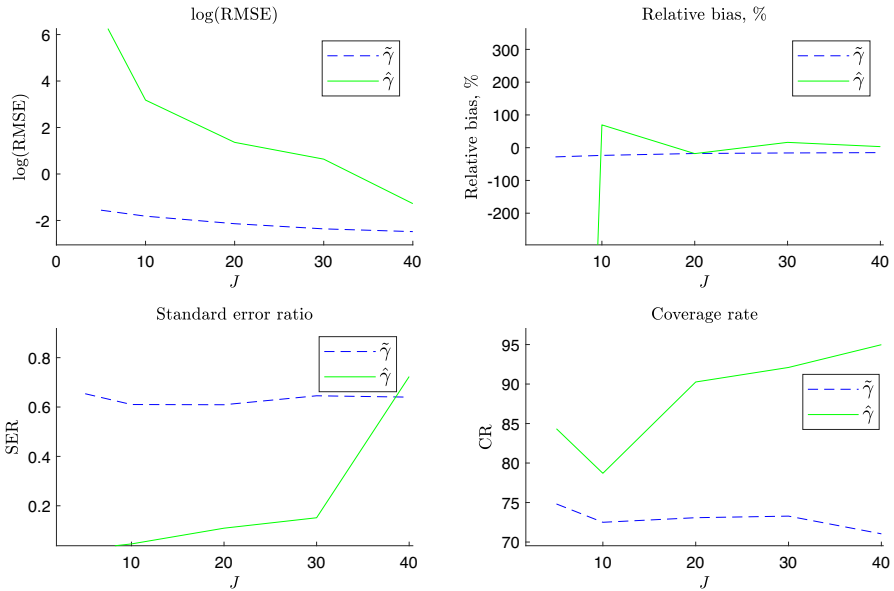 log(RMSE)
log(RMSE)
6
4
2
0
-2
0
10
20
30
40
J
γ̃
γ̂
Relative bias, %
Relative bias, %
300
200
100
0
-100
-200
10
20
30
40
J
γ̃
γ̂
Standard error ratio
SER
0.8
0.6
0.4
0.2
10
20
30
40
J
γ̃
γ̂
Coverage rate
CR
95
90
85
80
75
70
10
20
30
40
J
γ̃
γ̂